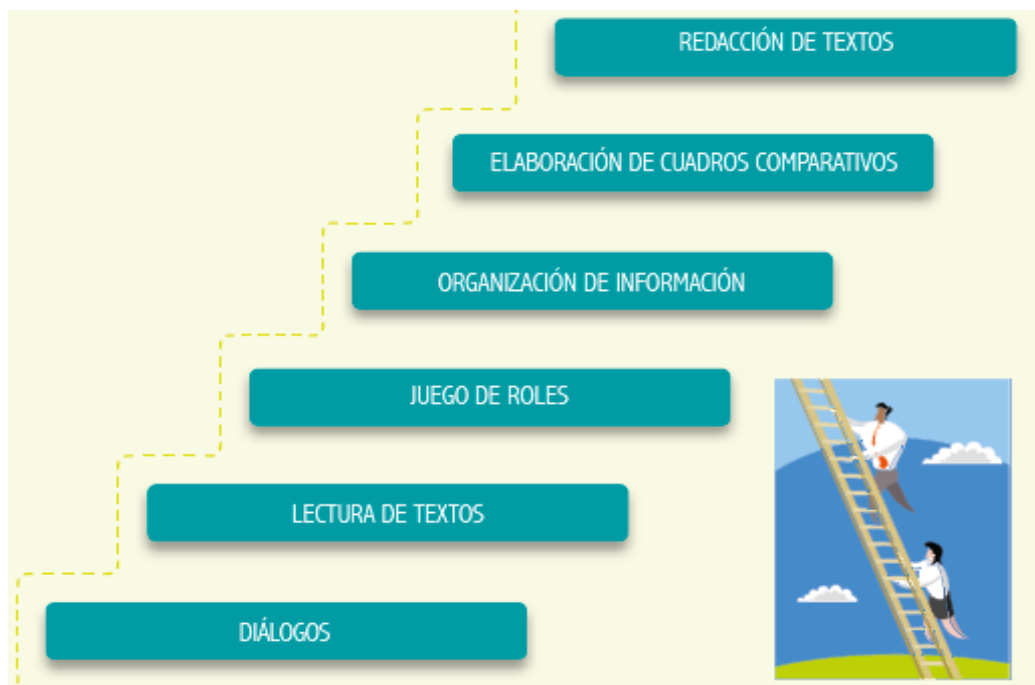 REDACCIÓN DE TEXTOS
ELABORACIÓN DE CUADROS COMPARATIVOS
ORGANIZACIÓN DE INFORMACIÓN
JUEGO DE ROLES
LECTURA DE TEXTOS
DIÁLOGOS